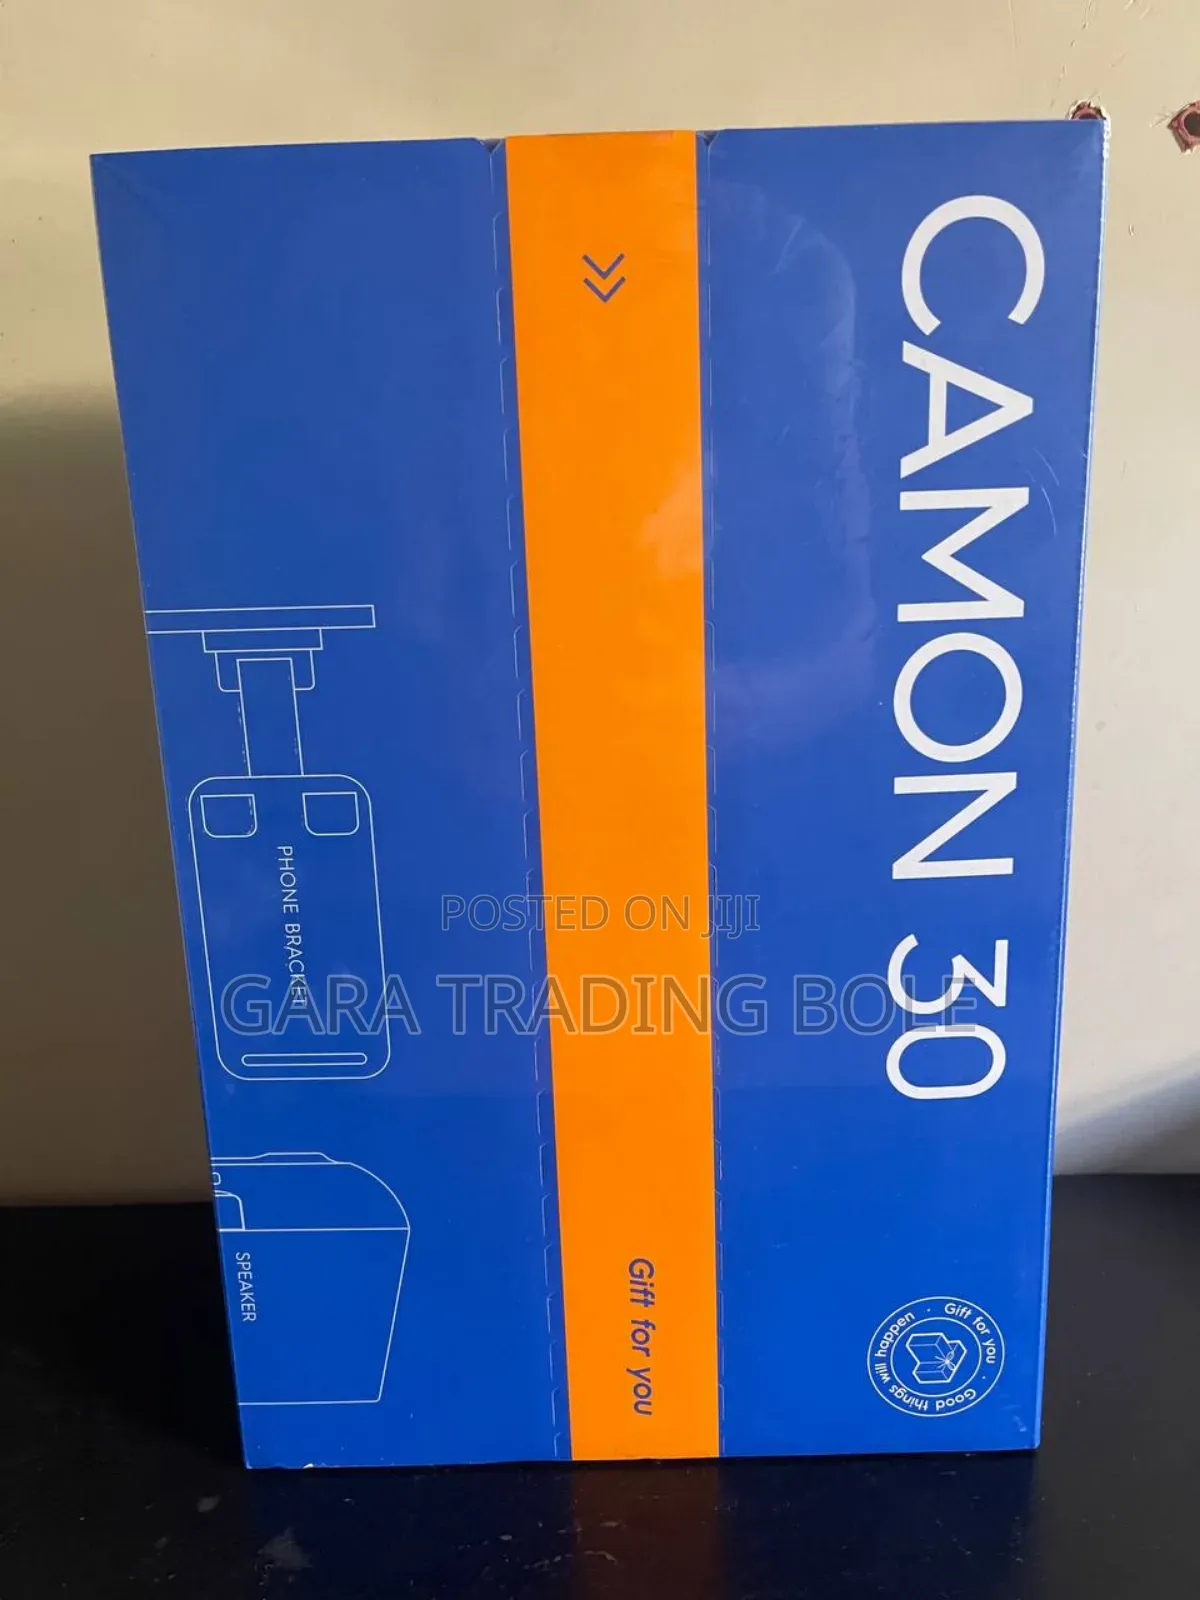 CAMON 30
Gift for you
PHONE BRACKET
SPEAKER
Gift for you · Good things will happen ·
POSTED ON JIJI
GARA TRADING BOLE